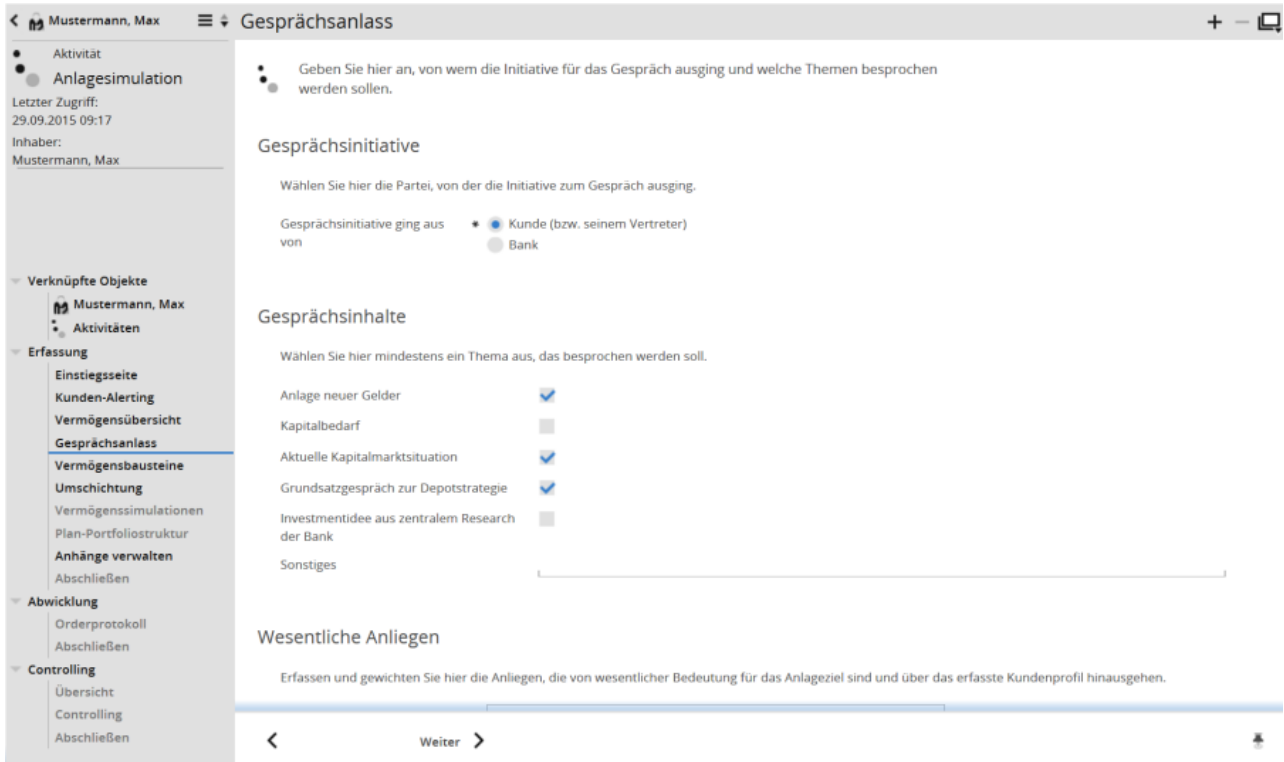 Mustermann, Max
Gesprächsanlass
Aktivität
Anlagesimulation
Letzter Zugriff:
29.09.2015 09:17
Inhaber:
Mustermann, Max
Verknüpfte Objekte
Mustermann, Max
Aktivitäten
Erfassung
Einstiegsseite
Kunden-Alerting
Vermögensübersicht
Gesprächsanlass
Vermögensbausteine
Umschichtung
Vermögenssimulationen
Plan-Portfoliostruktur
Anhänge verwalten
Abschließen
Abwicklung
Orderprotokoll
Abschließen
Controlling
Übersicht
Controlling
Abschließen
Geben Sie hier an, von wem die Initiative für das Gespräch ausging und welche Themen besprochen
werden sollen.
Gesprächsinitiative
Wählen Sie hier die Partei, von der die Initiative zum Gespräch ausging.
Gesprächsinitiative ging aus
von
* Kunde (bzw. seinem Vertreter)
Bank
Gesprächsinhalte
Wählen Sie hier mindestens ein Thema aus, das besprochen werden soll.
Anlage neuer Gelder
Kapitalbedarf
Aktuelle Kapitalmarktsituation
Grundsatzgespräch zur Depotstrategie
Investmentidee aus zentralem Research
der Bank
Sonstiges
Wesentliche Anliegen
Erfassen und gewichten Sie hier die Anliegen, die von wesentlicher Bedeutung für das Anlageziel sind und über das erfasste Kundenprofil hinausgehen.
Weiter